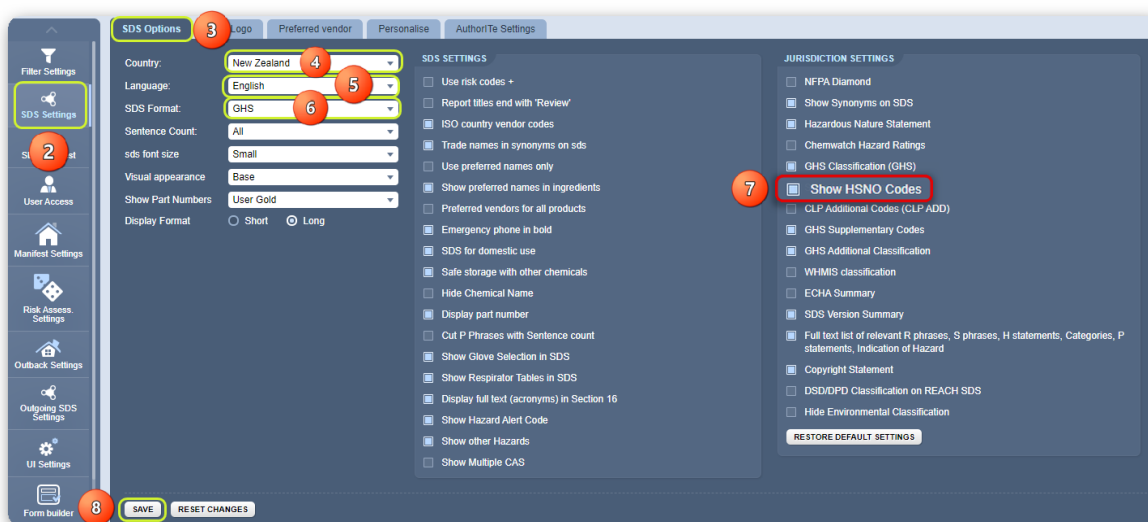 Filter Settings
SDS Settings
2
User Access
Manifest Settings
Risk Assess.
Settings
Outback Settings
Outgoing SDS
Settings
UI Settings
Form builder
SDS Options
3
Logo
Preferred vendor
Personalise
AuthorITe Settings
Country:
New Zealand
4
Language:
English
5
SDS Format:
GHS
6
Sentence Count:
All
sds font size
Small
Visual appearance
Base
Show Part Numbers
User Gold
Display Format
Short
Long
SDS SETTINGS
Use risk codes +
Report titles end with 'Review'
ISO country vendor codes
Trade names in synonyms on sds
Use preferred names only
Show preferred names in ingredients
Preferred vendors for all products
Emergency phone in bold
SDS for domestic use
Safe storage with other chemicals
Hide Chemical Name
Display part number
Cut P Phrases with Sentence count
Show Glove Selection in SDS
Show Respirator Tables in SDS
Display full text (acronyms) in Section 16
Show Hazard Alert Code
Show other Hazards
Show Multiple CAS
JURISDICTION SETTINGS
NFPA Diamond
Show Synonyms on SDS
Hazardous Nature Statement
Chemwatch Hazard Ratings
GHS Classification (GHS)
7
Show HSNO Codes
CLP Additional Codes (CLP ADD)
GHS Supplementary Codes
GHS Additional Classification
WHMIS classification
ECHA Summary
SDS Version Summary
Full text list of relevant R phrases, S phrases, H statements, Categories, P
statements, Indication of Hazard
Copyright Statement
DSD/DPD Classification on REACH SDS
Hide Environmental Classification
RESTORE DEFAULT SETTINGS
8
SAVE
RESET CHANGES